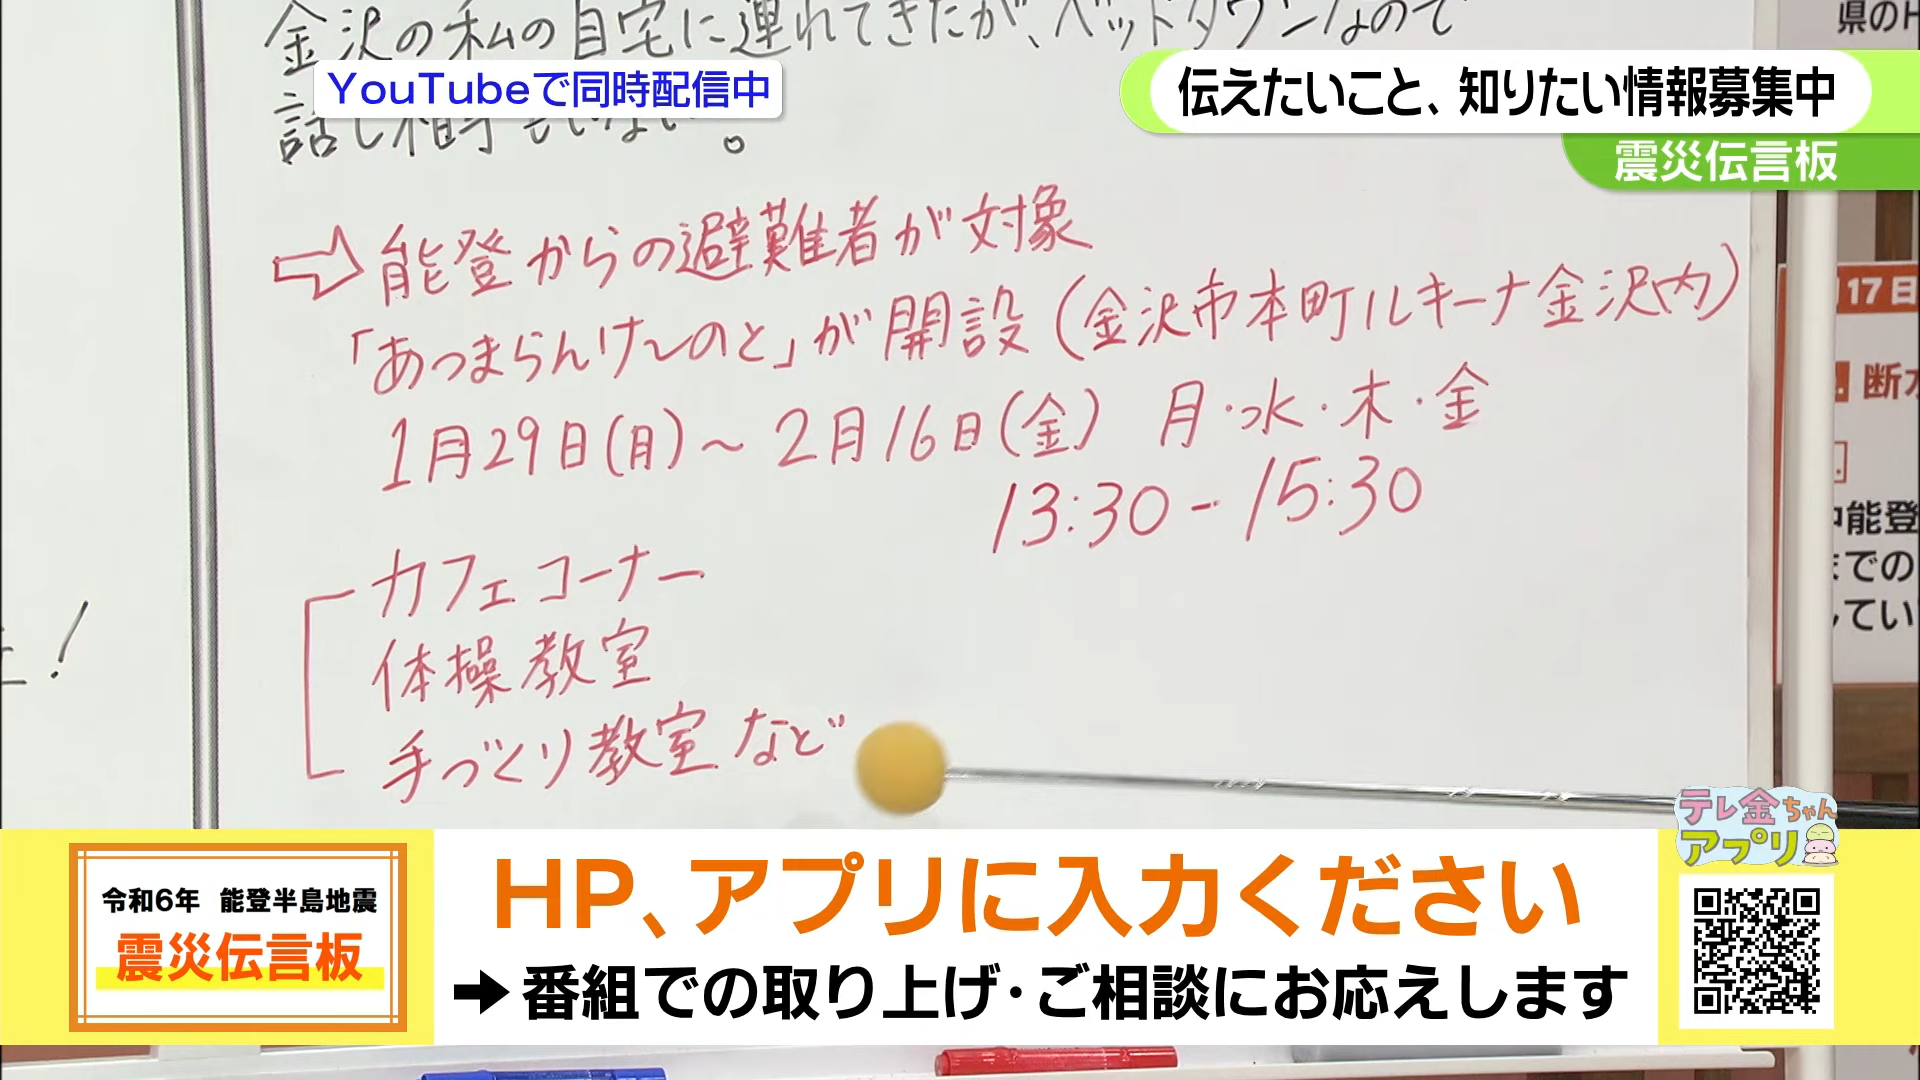 金沢の私の自宅に連れてきたが、ベッドタウンなので
話し相手もいない。
YouTubeで同時配信中
伝えたいこと、知りたい情報募集中
震災伝言板
⇨能登からの避難者が対象
「あつまらんけ〜のと」が開設(金沢市本町ルキーナ金沢内)
1月29日(月)～2月16日(金) 月・水・木・金
13:30-15:30
カフェコーナー
体操教室
手づくり教室など
県の
17日
断
能登
までの
してい
!
テレ金ちゃん
アプリ
令和6年 能登半島地震
震災伝言板
HP、アプリに入力ください
➡番組での取り上げ・ご相談にお応えします